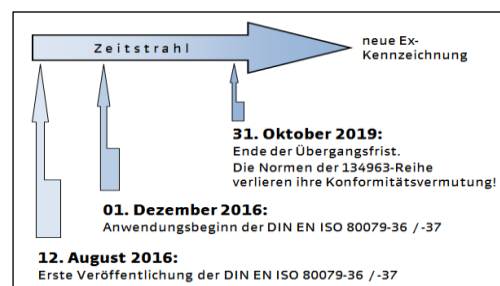 Zeitstrahl
neue Ex-
Kennzeichnung
31. Oktober 2019:
Ende der Übergangsfrist.
Die Normen der 134963-Reihe
verlieren ihre Konformitätsvermutung!
01. Dezember 2016:
Anwendungsbeginn der DIN EN ISO 80079-36 /-37
12. August 2016:
Erste Veröffentlichung der DIN EN ISO 80079-36 /-37